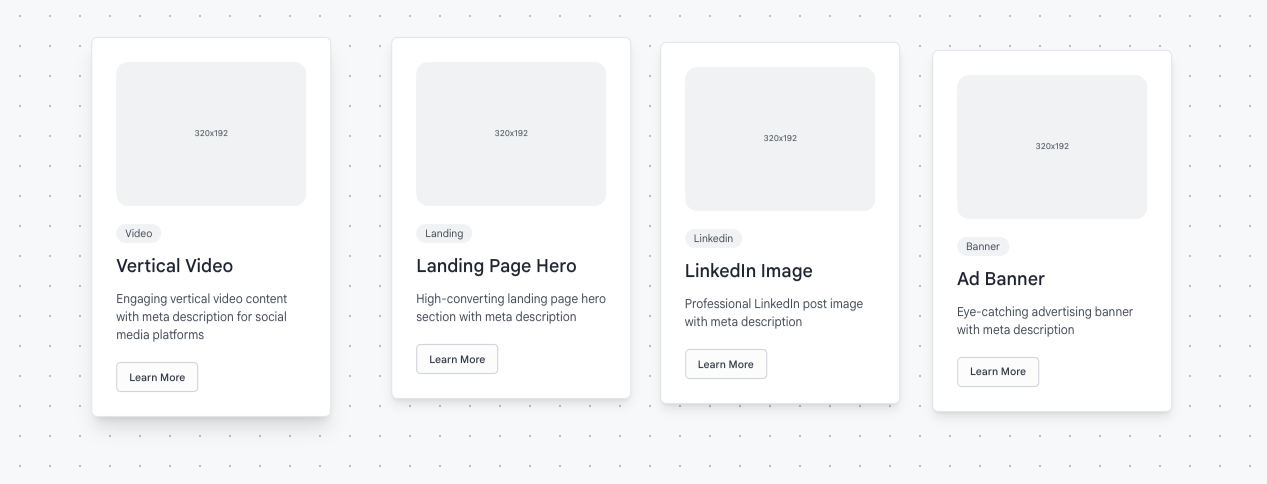 320x192
Video
Vertical Video
Engaging vertical video content
with meta description for social
media platforms
Learn More
320x192
Landing
Landing Page Hero
High-converting landing page hero
section with meta description
Learn More
320x192
Linkedin
LinkedIn Image
Professional LinkedIn post image
with meta description
Learn More
320x192
Banner
Ad Banner
Eye-catching advertising banner
with meta description
Learn More